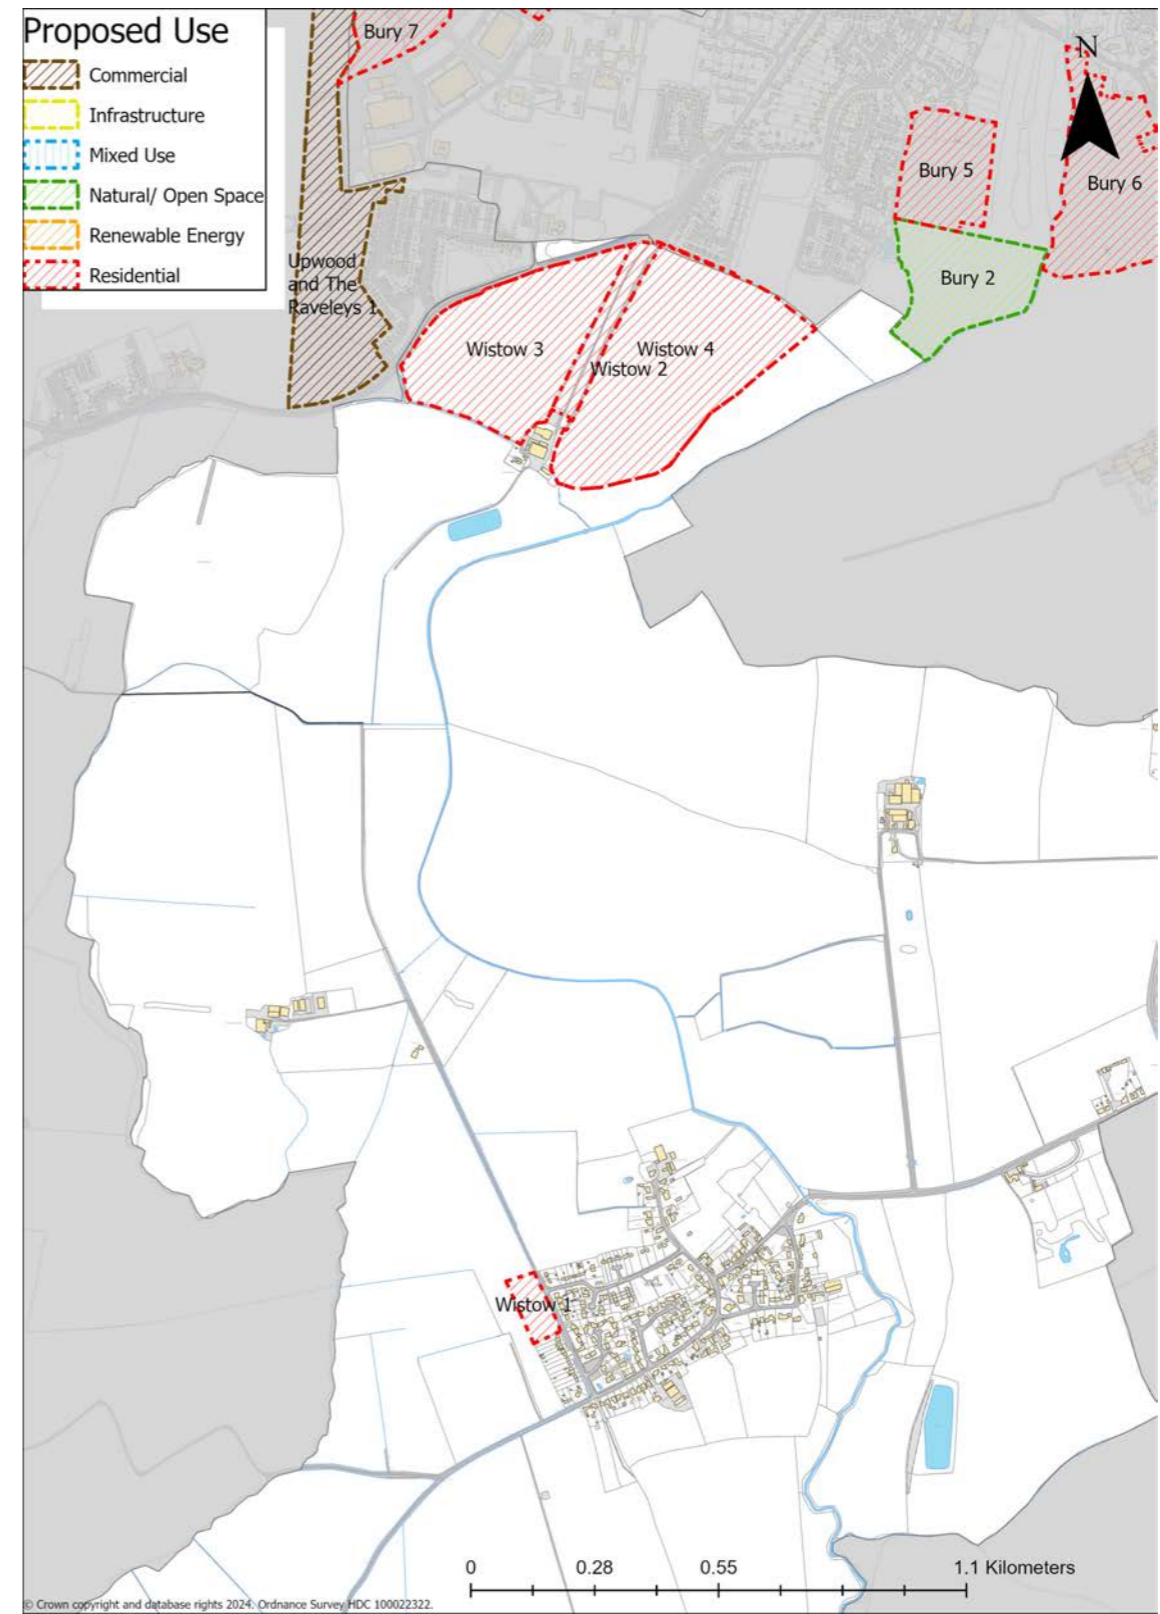 Proposed Use
Commercial
Infrastructure
Mixed Use
Natural/ Open Space
Renewable Energy
Residential
Bury 7
N
Bury 5
Bury 6
Bury 2
Upwood
and The
Raveleys 1
Wistow 3
Wistow 4
Wistow 2
Wistow 1
0 0.28 0.55 1.1 Kilometers
© Crown copyright and database rights 2024. Ordnance Survey HDC 100022322.